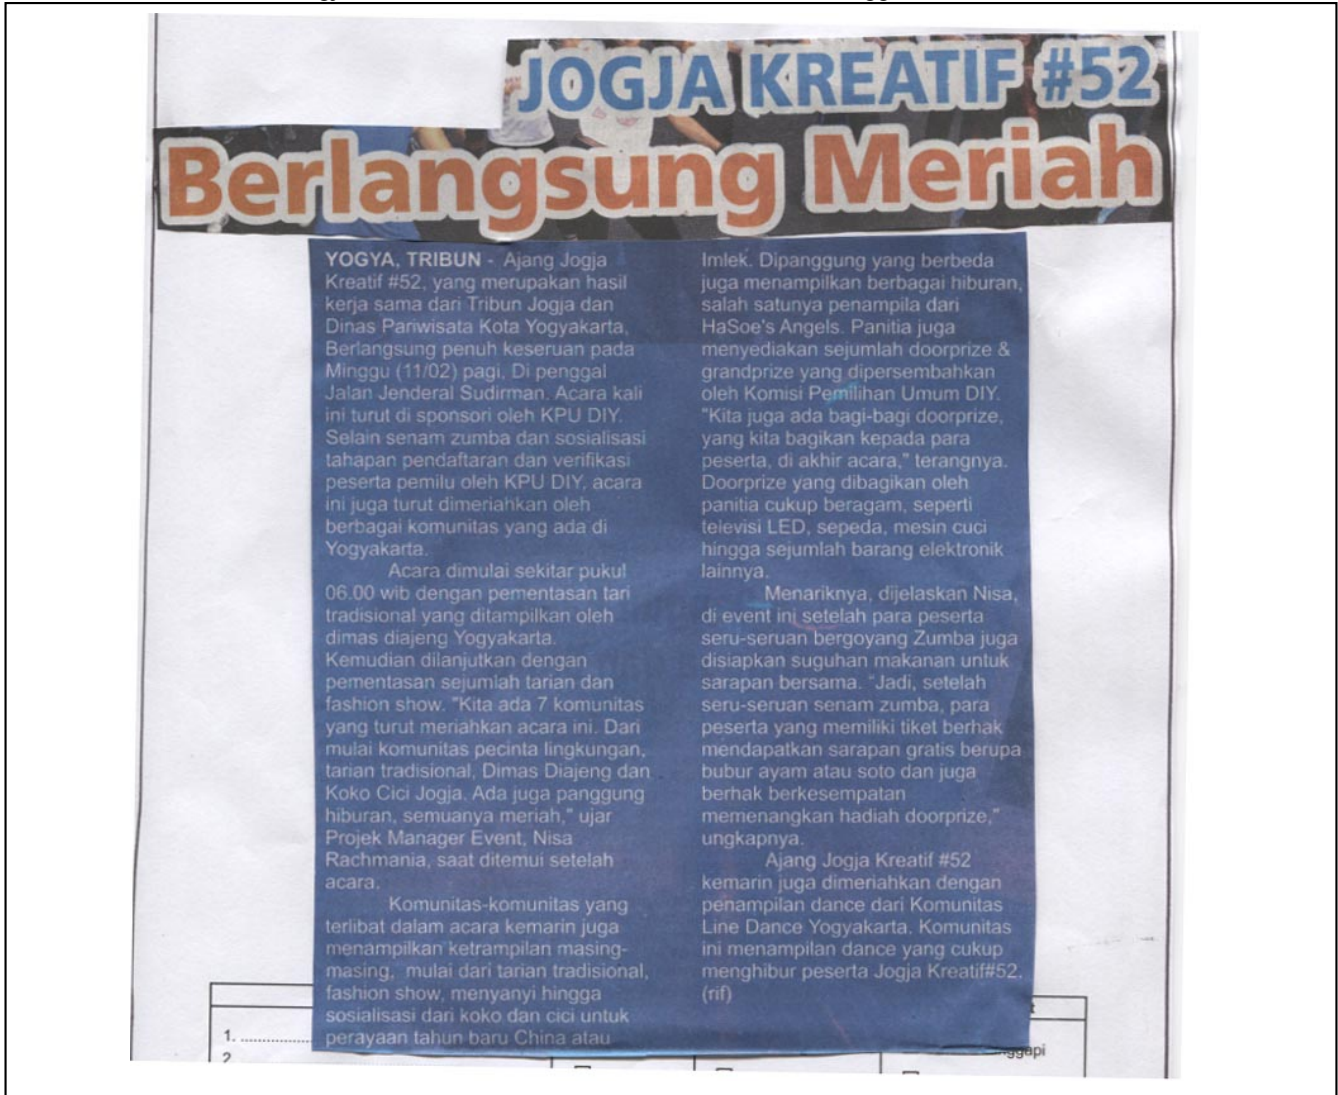 JOGJA KREATIF #52
Berlangsung Meriah
YOGYA, TRIBUN - Ajang Jogja
Kreatif #52, yang merupakan hasil
kerja sama dari Tribun Jogja dan
Dinas Pariwisata Kota Yogyakarta,
Berlangsung penuh keseruan pada
Minggu (11/02) pagi, Di penggal
Jalan Jenderal Sudirman. Acara kali
ini turut di sponsori oleh KPU DIY.
Selain senam zumba dan sosialisasi
tahapan pendaftaran dan verifikasi
peserta pemilu oleh KPU DIY, acara
ini juga turut dimeriahkan oleh
berbagai komunitas yang ada di
Yogyakarta.
Acara dimulai sekitar pukul
06.00 wib dengan pementasan tari
tradisional yang ditampilkan oleh
dimas diajeng Yogyakarta.
Kemudian dilanjutkan dengan
pementasan sejumlah tarian dan
fashion show. "Kita ada 7 komunitas
yang turut meriahkan acara ini. Dari
mulai komunitas pecinta lingkungan,
tarian tradisional, Dimas Diajeng dan
Koko Cici Jogja. Ada juga panggung
hiburan, semuanya meriah," ujar
Projek Manager Event, Nisa
Rachmania, saat ditemui setelah
acara.
Komunitas-komunitas yang
terlibat dalam acara kemarin juga
menampilkan ketrampilan masing-
masing,  mulai dari tarian tradisional,
fashion show, menyanyi hingga
sosialisasi dari koko dan cici untuk
perayaan tahun baru China atau
Imlek. Dipanggung yang berbeda
juga menampilkan berbagai hiburan,
salah satunya penampila dari
HaSoe's Angels. Panitia juga
menyediakan sejumlah doorprize &
grandprize yang dipersembahkan
oleh Komisi Pemilihan Umum DIY.
"Kita juga ada bagi-bagi doorprize,
yang kita bagikan kepada para
peserta, di akhir acara," terangnya.
Doorprize yang dibagikan oleh
panitia cukup beragam, seperti
televisi LED, sepeda, mesin cuci
hingga sejumlah barang elektronik
lainnya.
Menariknya, dijelaskan Nisa,
di event ini setelah para peserta
seru-seruan bergoyang Zumba juga
disiapkan suguhan makanan untuk
sarapan bersama. "Jadi, setelah
seru-seruan senam zumba, para
peserta yang memiliki tiket berhak
mendapatkan sarapan gratis berupa
bubur ayam atau soto dan juga
berhak berkesempatan
memenangkan hadiah doorprize,"
ungkapnya.
Ajang Jogja Kreatif #52
kemarin juga dimeriahkan dengan
penampilan dance dari Komunitas
Line Dance Yogyakarta. Komunitas
ini menampilan dance yang cukup
menghibur peserta Jogja Kreatif#52.
(rif)
1. ....................
2